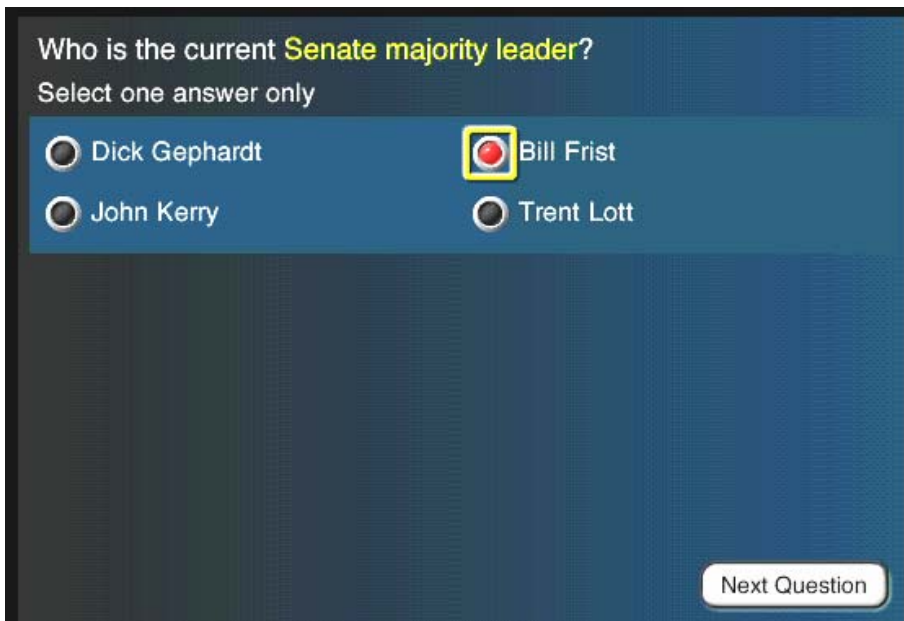 Who is the current Senate majority leader?
Select one answer only
Dick Gephardt
Bill Frist
John Kerry
Trent Lott
Next Question